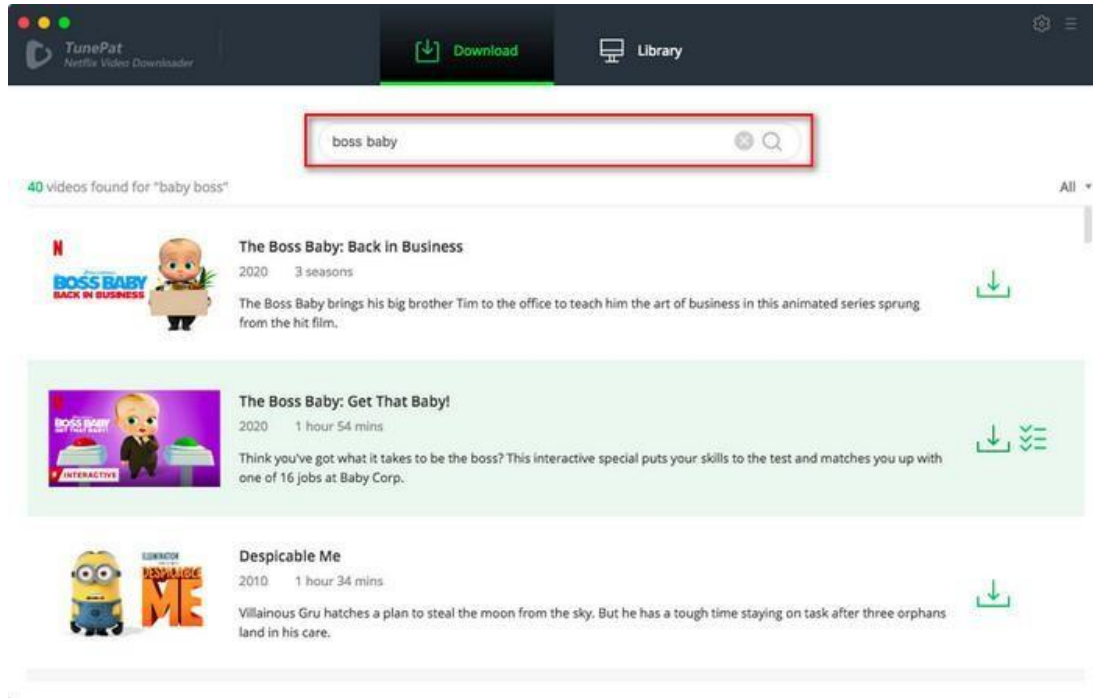 TunePat
Netflix Video Downloader
Download
Library
boss baby
40 videos found for "baby boss"
All
N
BOSS BABY
BACK IN BUSINESS
The Boss Baby: Back in Business
2020 3 seasons
The Boss Baby brings his big brother Tim to the office to teach him the art of business in this animated series sprung
from the hit film.
BOSS BABY
GET THAT BABY!
INTERACTIVE
The Boss Baby: Get That Baby!
2020 1 hour 54 mins
Think you've got what it takes to be the boss? This interactive special puts your skills to the test and matches you up with
one of 16 jobs at Baby Corp.
ILLUMINATION
DESPICABLE
ME
Despicable Me
2010 1 hour 34 mins
Villainous Gru hatches a plan to steal the moon from the sky. But he has a tough time staying on task after three orphans
land in his care.